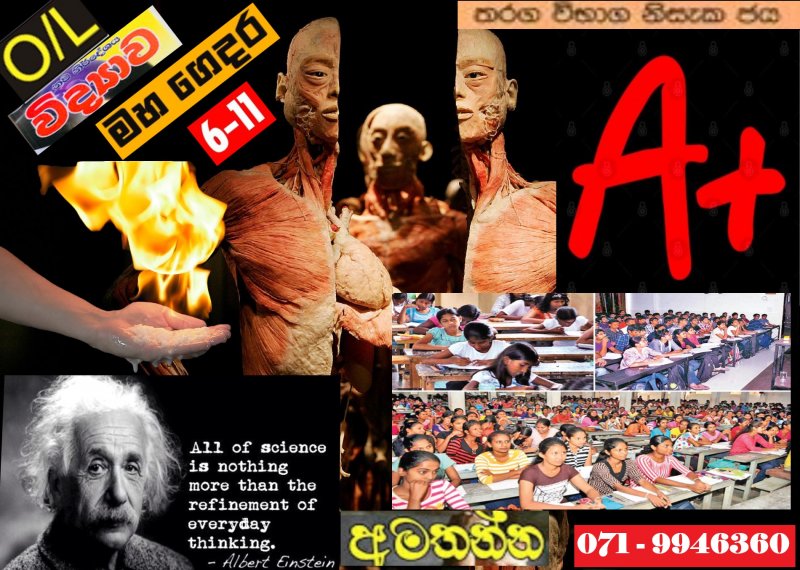 O/L
විද්‍යාව
මහ ගෙදර
6-11
තරග විභාග නිසැක ජය
A+
All of science
is nothing
more than the
refinement of
everyday
thinking.
- Albert Einstein
අමතන්න
071 - 9946360